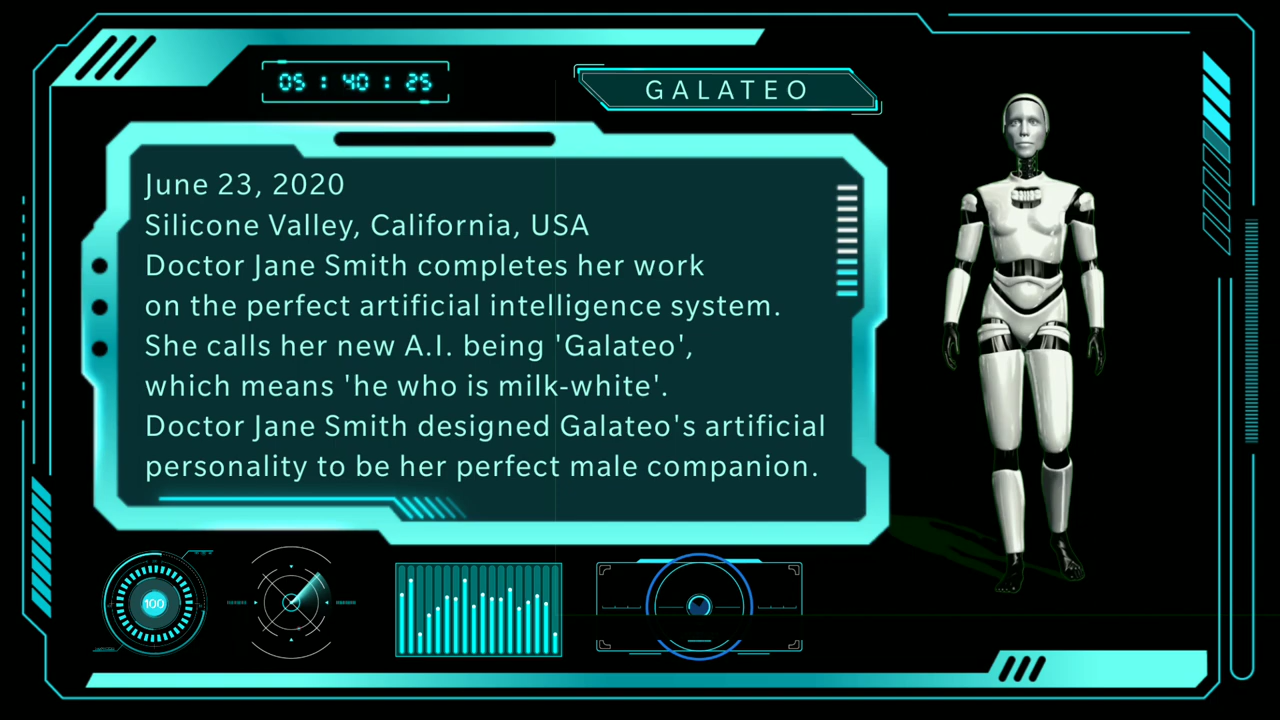 05 : 40 : 25
GALATEO
June 23, 2020
Silicone Valley, California, USA
Doctor Jane Smith completes her work
on the perfect artificial intelligence system.
She calls her new A.I. being 'Galateo',
which means 'he who is milk-white'.
Doctor Jane Smith designed Galateo's artificial
personality to be her perfect male companion.
100